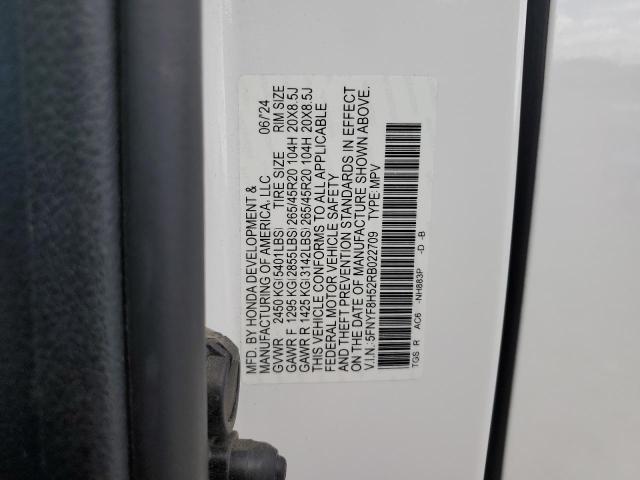 MFD. BY HONDA DEVELOPMENT &
MANUFACTURING OF AMERICA, LLC 06/'24
GVWR 2450 KG(5401LBS) TIRE SIZE RIM SIZE
GAWR F 1295 KG(2855LBS) 265/45R20 104H 20X8.5J
GAWR R 1425 KG(3142LBS) 265/45R20 104H 20X8.5J
THIS VEHICLE CONFORMS TO ALL APPLICABLE
FEDERAL MOTOR VEHICLE SAFETY
AND THEFT PREVENTION STANDARDS IN EFFECT
ON THE DATE OF MANUFACTURE SHOWN ABOVE.
V.I.N.:5FNYF8H52RB022709 TYPE:MPV
TGS R AC6 -NH883P -D -B